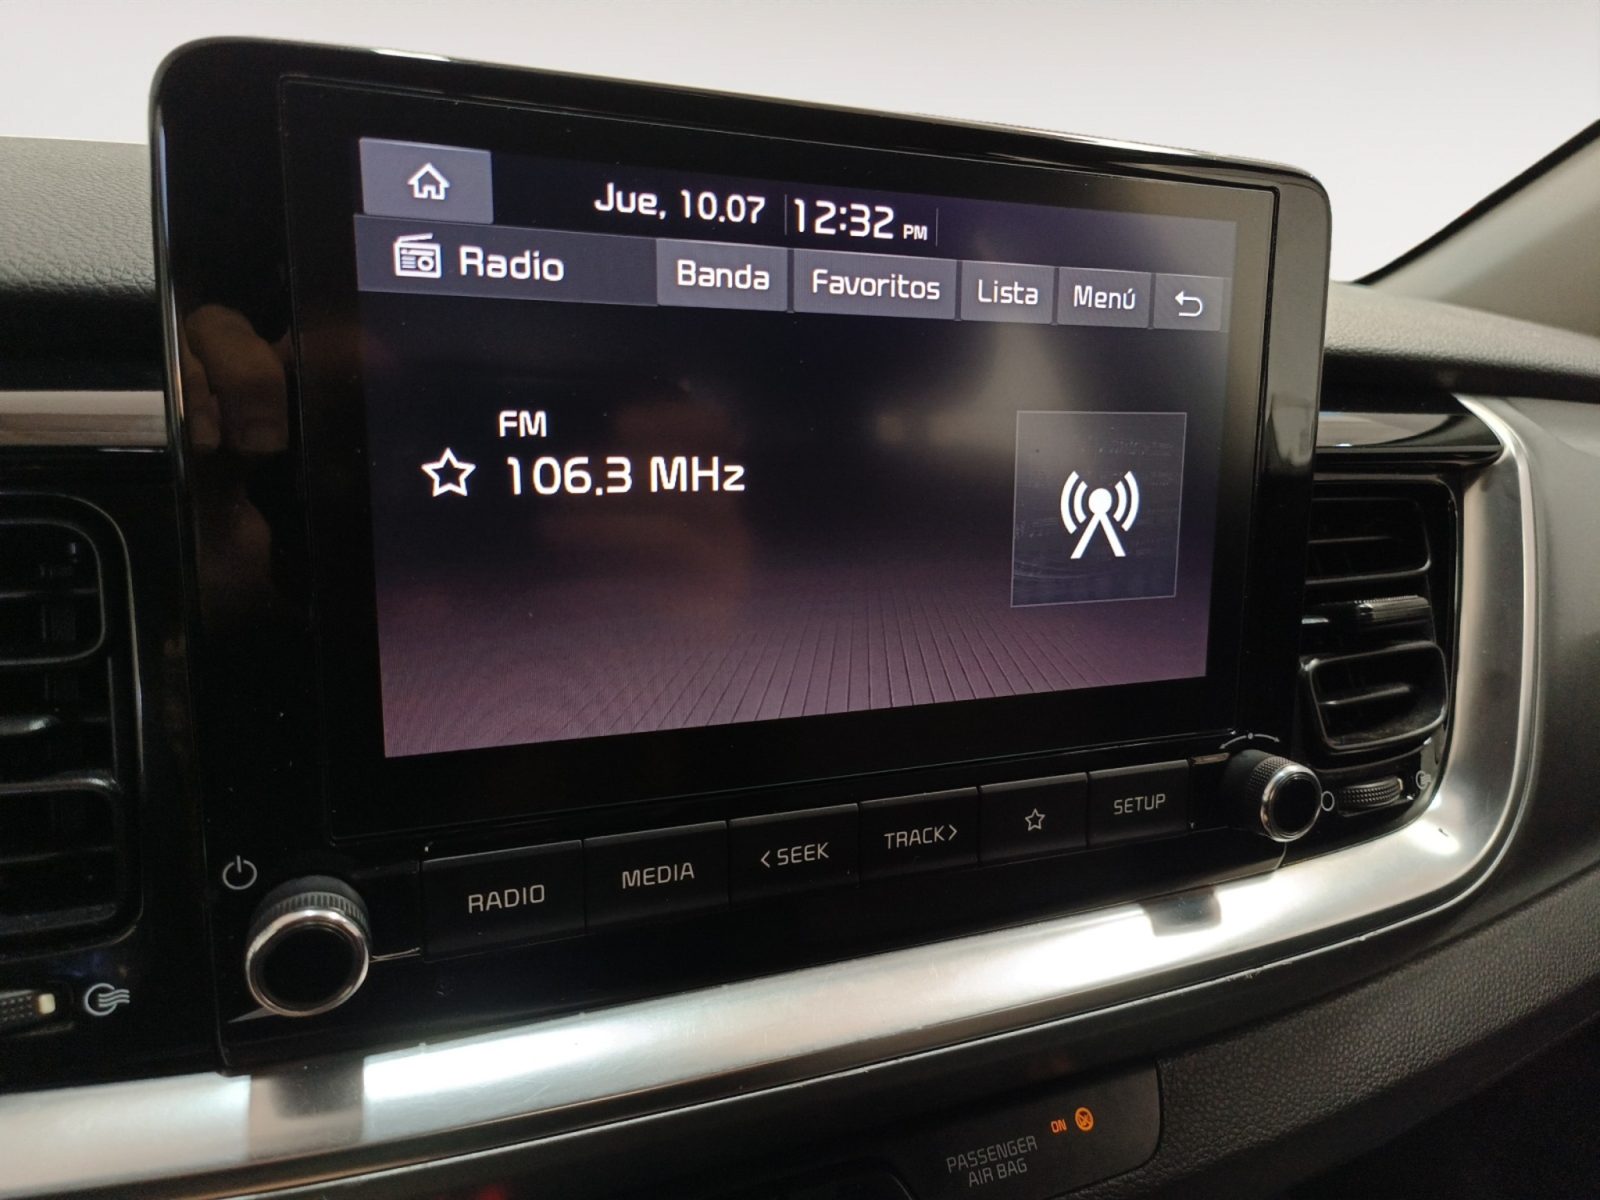 Jue, 10.07 12:32 PM
Radio Banda Favoritos Lista Menú
FM
106.3 MHz
RADIO MEDIA <SEEK TRACK> SETUP
ON
PASSENGER
AIR BAG